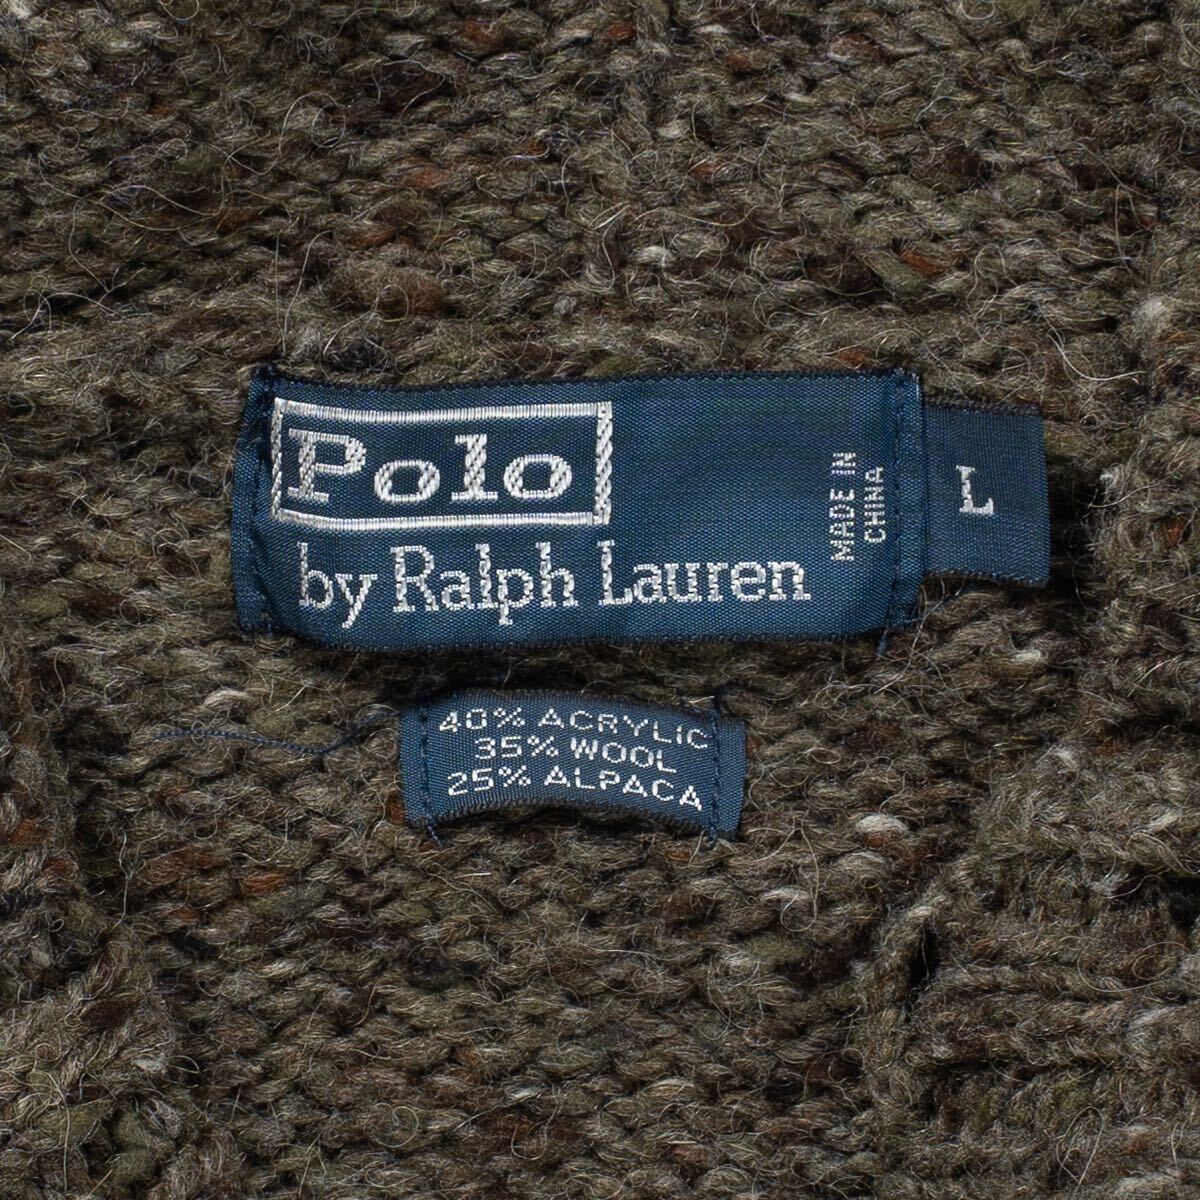 Polo
by Ralph Lauren
MADE IN
CHINA
L
40% ACRYLIC
35% WOOL
25% ALPACA